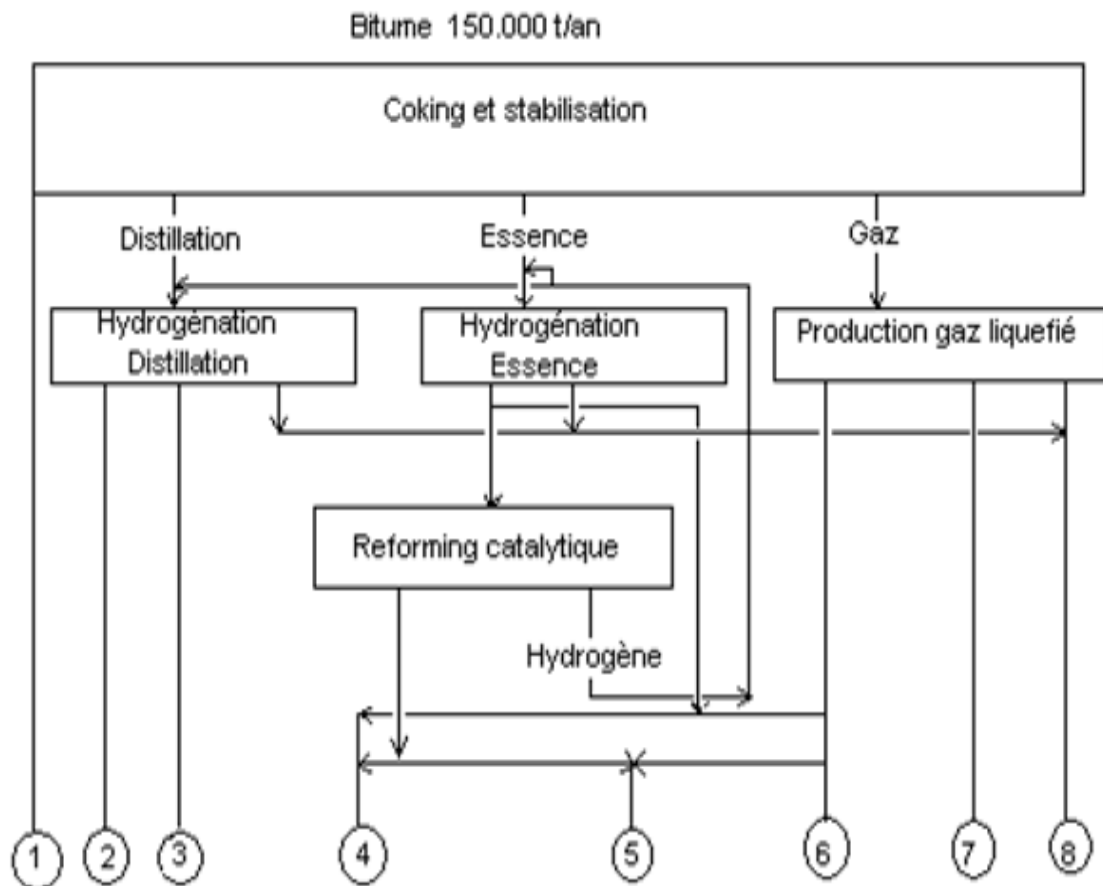 Bitume 150.000 t/an
Coking et stabilisation
Distillation
Essence
Gaz
Hydrogénation
Distillation
Hydrogénation
Essence
Production gaz liquefié
Reforming catalytique
Hydrogène
1
2
3
4
5
6
7
8